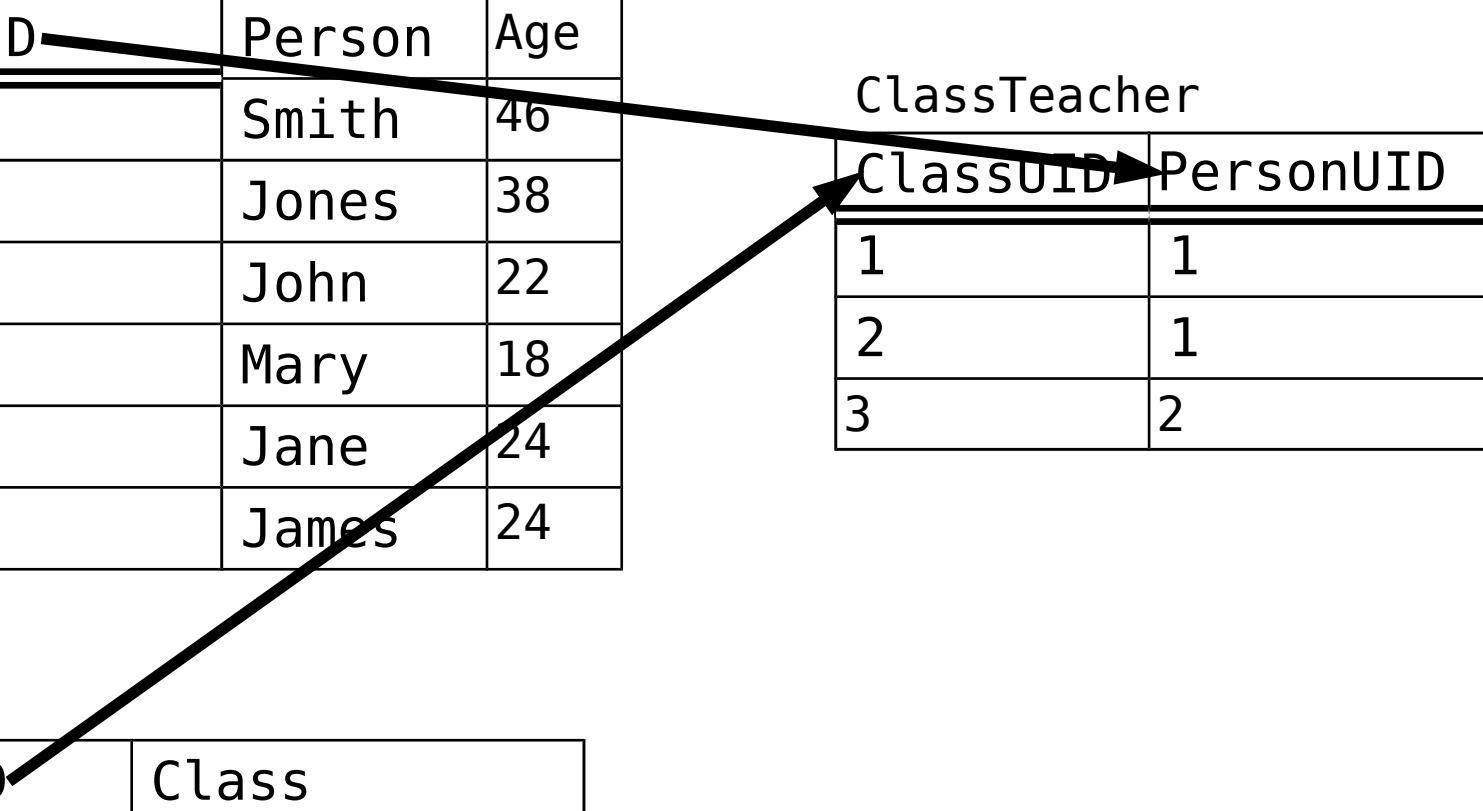 D Person Age
Smith 46
Jones 38
John 22
Mary 18
Jane 24
James 24
ClassTeacher
ClassUID PersonUID
1 1
2 1
3 2
Class